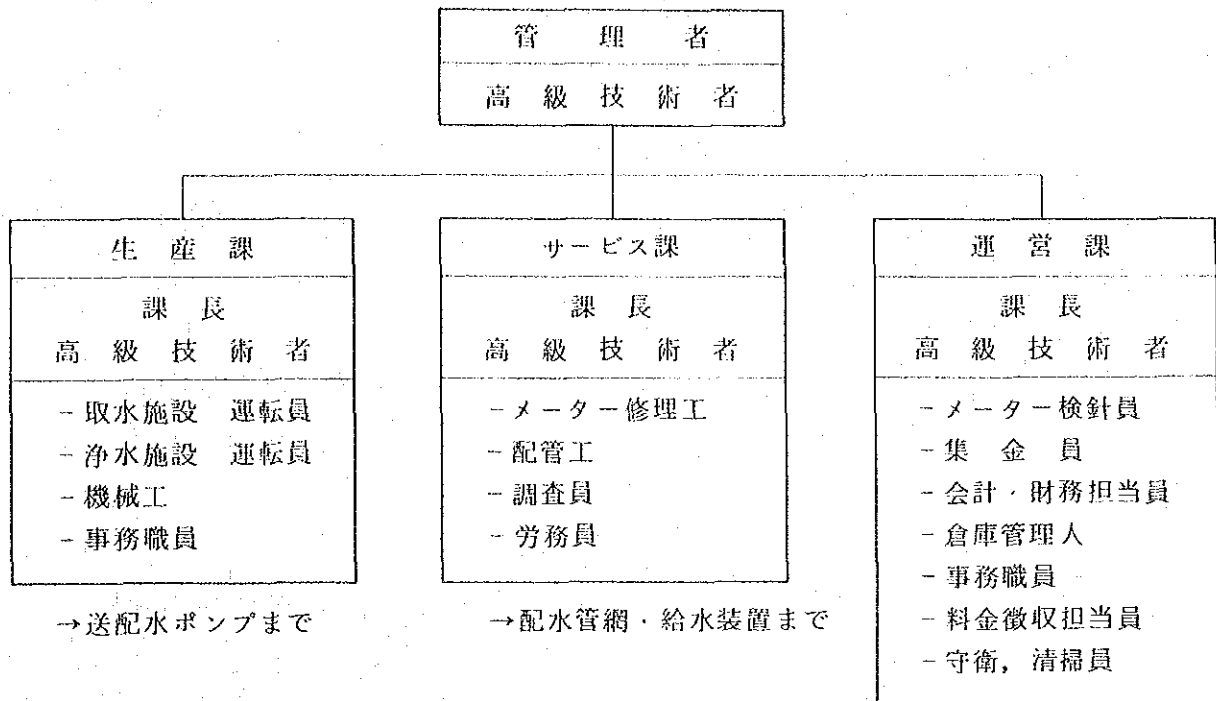 管理者
高級技術者
生産課
課長
高級技術者
- 取水施設 運転員
- 浄水施設 運転員
- 機械工
- 事務職員
→送配水ポンプまで
サービス課
課長
高級技術者
- メーター修理工
- 配管工
- 調査員
- 労務員
→配水管網・給水装置まで
運営課
課長
高級技術者
- メーター検針員
- 集金員
- 会計・財務担当員
- 倉庫管理人
- 事務職員
- 料金徴収担当員
- 守衛，清掃員